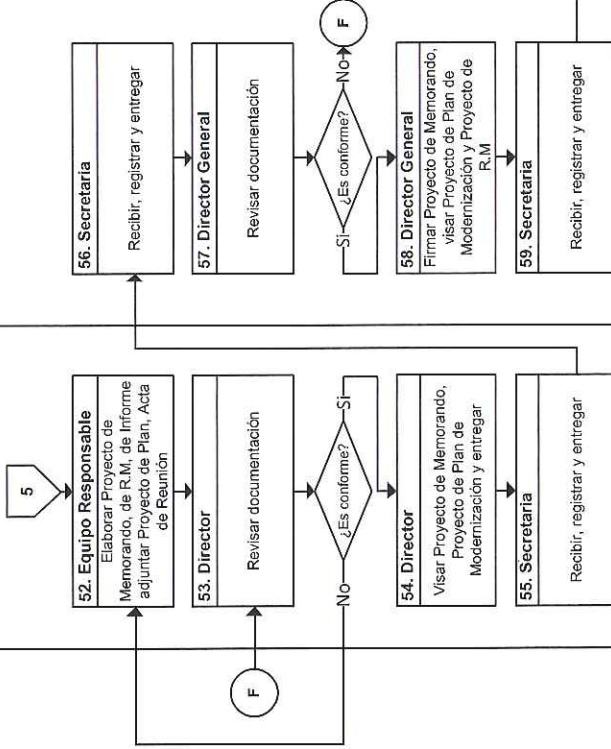 5
52. Equipo Responsable
Elaborar Proyecto de
Memorando, de R.M, de Informe
adjuntar Proyecto de Plan, Acta
de Reunión
53. Director
Revisar documentación
F
¿Es conforme?
No
Si
54. Director
Visar Proyecto de Memorando,
Proyecto de Plan de
Modernización y entregar
55. Secretaria
Recibir, registrar y entregar
56. Secretaria
Recibir, registrar y entregar
57. Director General
Revisar documentación
¿Es conforme?
No
F
Si
58. Director General
Firmar Proyecto de Memorando,
visar Proyecto de Plan de
Modernización y Proyecto de
R.M
59. Secretaria
Recibir, registrar y entregar